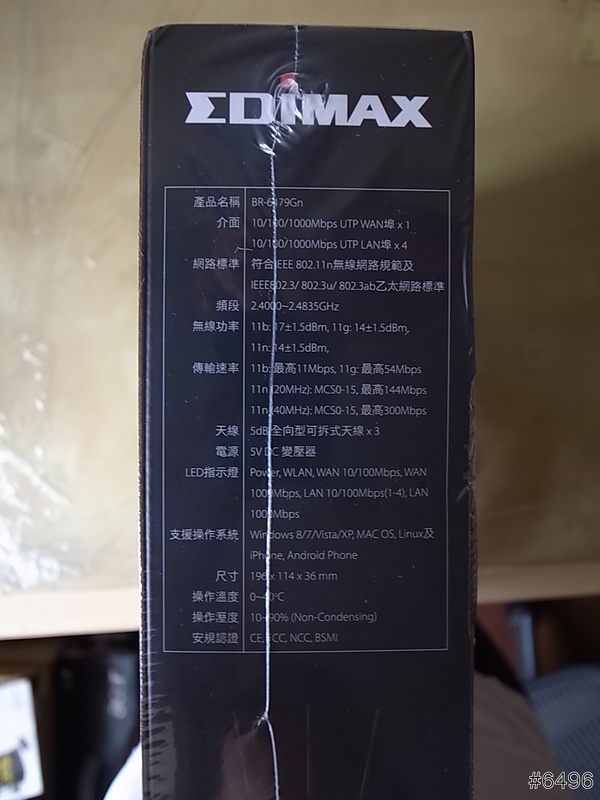 EDIMAX
產品名稱 BR-6479Gn
介面 10/100/1000Mbps UTP WAN埠 x 1
10/100/1000Mbps UTP LAN埠 x 4
網路標準 符合IEEE 802.11n無線網路規範及
IEEE802.3/ 802.3u/ 802.3ab乙太網路標準
頻段 2.4000~2.4835GHz
無線功率 11b: 17±1.5dBm, 11g: 14±1.5dBm,
11n: 14±1.5dBm,
傳輸速率 11b: 最高11Mbps, 11g: 最高54Mbps
11n (20MHz): MCS0-15, 最高144Mbps
11n (40MHz): MCS0-15, 最高300Mbps
天線 5dBi 全向型可拆式天線 x 3
電源 5V DC 變壓器
LED指示燈 Power, WLAN, WAN 10/100Mbps, WAN
1000Mbps, LAN 10/100Mbps(1-4), LAN
1000Mbps
支援操作系統 Windows 8/7/Vista/XP, MAC OS, Linux及
iPhone, Android Phone
尺寸 196 x 114 x 36 mm
操作溫度 0~40°C
操作溼度 10~90% (Non-Condensing)
安規認證 CE, FCC, NCC, BSMI
#6496